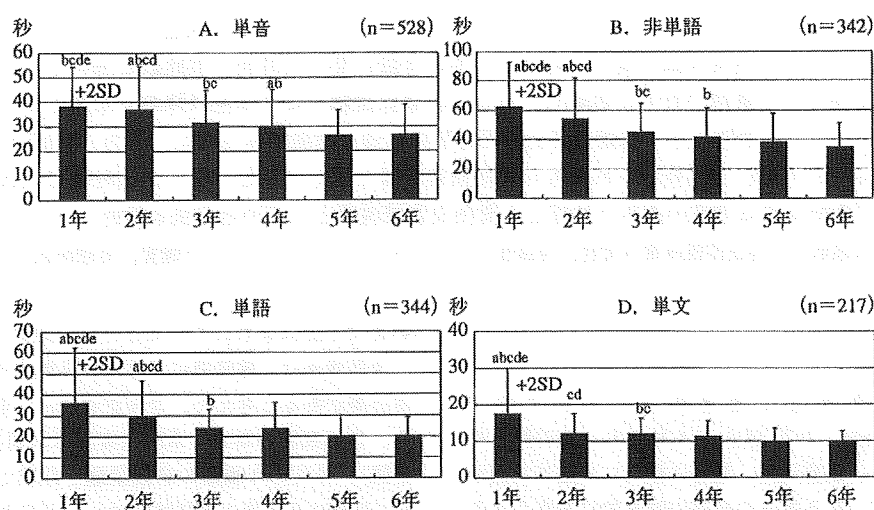 秒 A. 単音 (n=528)
60
50
40
30
20
10
0
bcde abcd bc ab
+2SD
1年 2年 3年 4年 5年 6年
秒 B. 非単語 (n=342)
100
80
60
40
20
0
abcde abcd bc b
+2SD
1年 2年 3年 4年 5年 6年
秒 C. 単語 (n=344)
70
60
50
40
30
20
10
0
abcde abcd b
+2SD
1年 2年 3年 4年 5年 6年
秒 D. 単文 (n=217)
40
30
20
10
0
abcde cd bc
+2SD
1年 2年 3年 4年 5年 6年